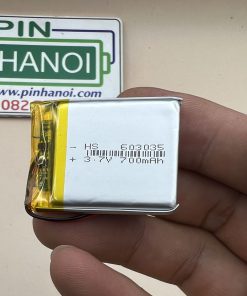 PIN
HANOI
www.pinhanoi.com
082
- HS 603035
+ 3.7V 700mAh